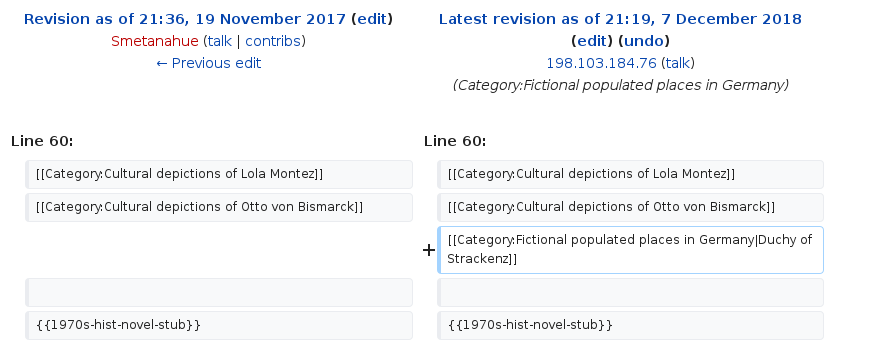 Revision as of 21:36, 19 November 2017 (edit)
Smetanahue (talk | contribs)
← Previous edit
Latest revision as of 21:19, 7 December 2018
(edit) (undo)
198.103.184.76 (talk)
(Category:Fictional populated places in Germany)
Line 60:
Line 60:
[[Category:Cultural depictions of Lola Montez]]
[[Category:Cultural depictions of Lola Montez]]
[[Category:Cultural depictions of Otto von Bismarck]]
[[Category:Cultural depictions of Otto von Bismarck]]
+ [[Category:Fictional populated places in Germany|Duchy of
Strackenz]]
{{1970s-hist-novel-stub}}
{{1970s-hist-novel-stub}}